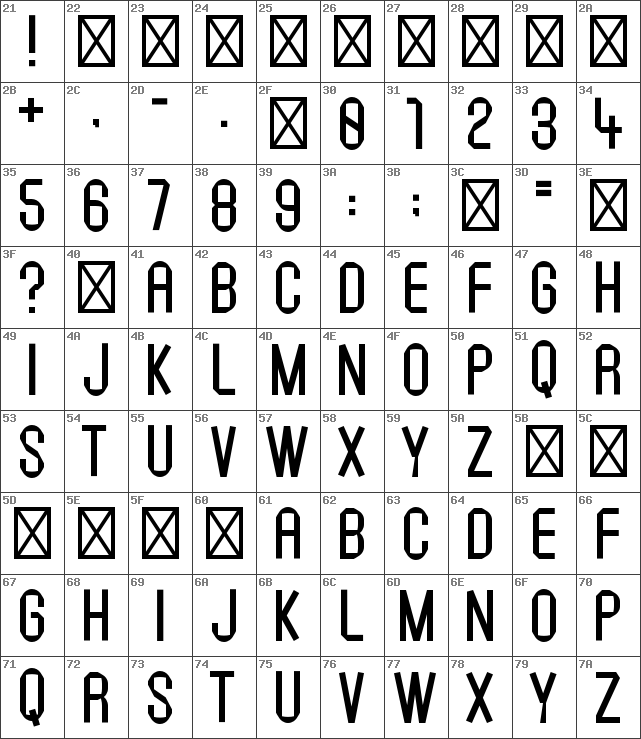 21 22 23 24 25 26 27 28 29 2A
!
2B 2C 2D 2E 2F 30 31 32 33 34
+ , - . 0 1 2 3 4
35 36 37 38 39 3A 3B 3C 3D 3E
5 6 7 8 9 : ; =
3F 40 41 42 43 44 45 46 47 48
? A B C D E F G H
49 4A 4B 4C 4D 4E 4F 50 51 52
I J K L M N O P Q R
53 54 55 56 57 58 59 5A 5B 5C
S T U V W X Y Z
5D 5E 5F 60 61 62 63 64 65 66
A B C D E F
67 68 69 6A 6B 6C 6D 6E 6F 70
G H I J K L M N O P
71 72 73 74 75 76 77 78 79 7A
Q R S T U V W X Y Z